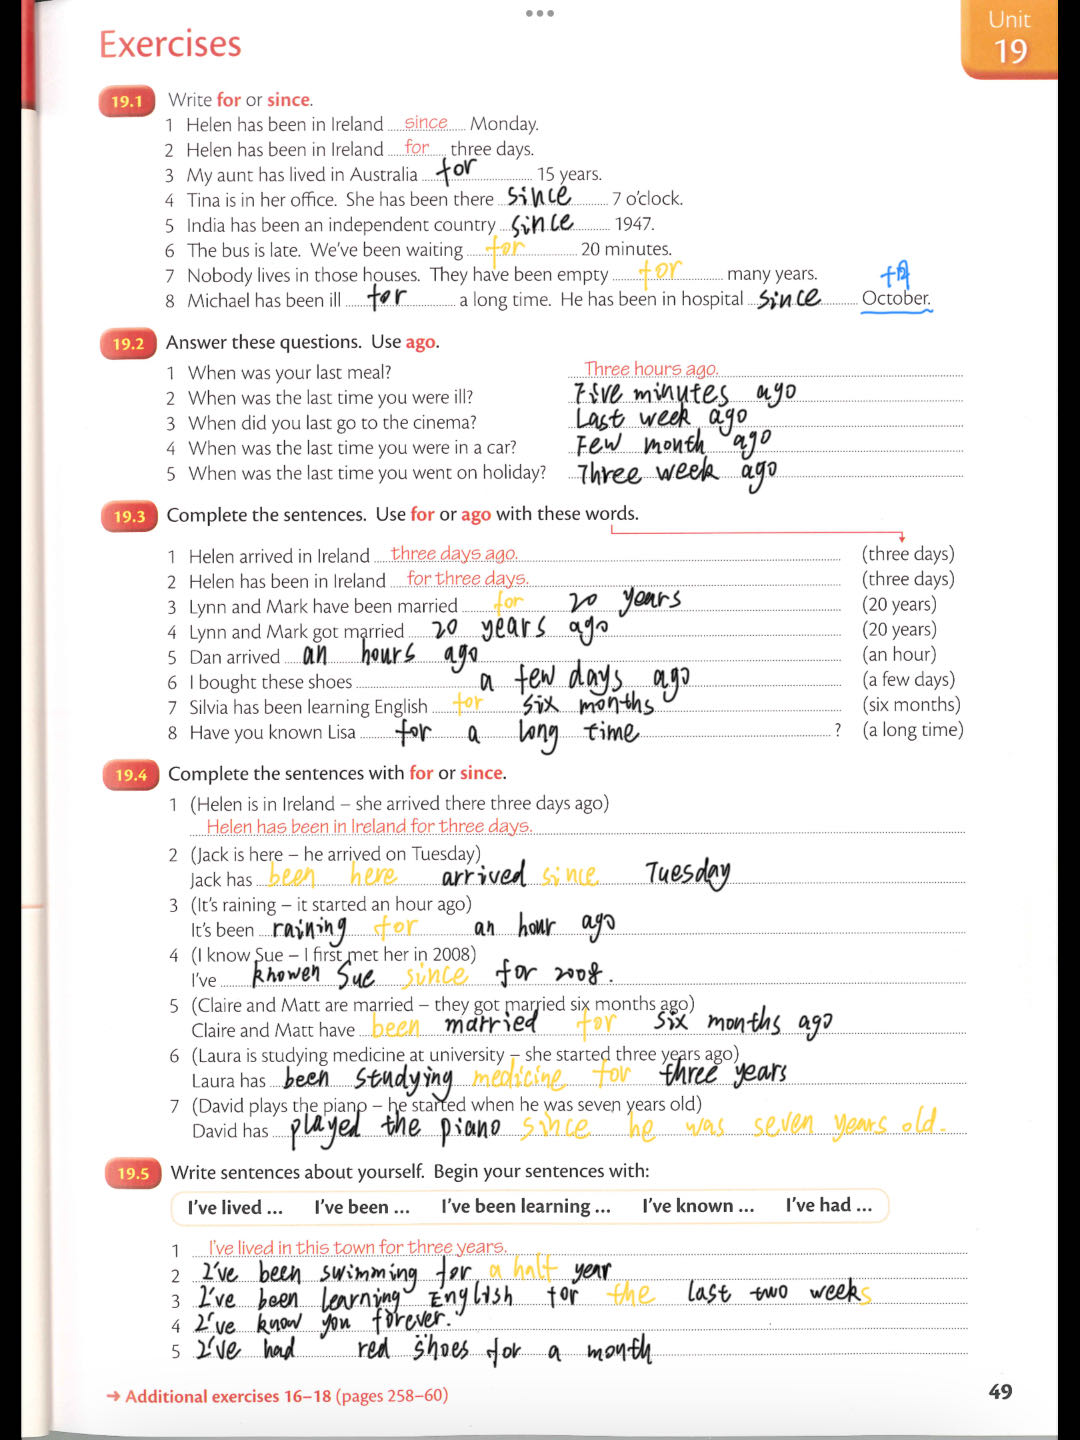 Unit
19
Exercises
19.1 Write for or since.
1 Helen has been in Ireland since Monday.
2 Helen has been in Ireland for three days.
3 My aunt has lived in Australia for 15 years.
4 Tina is in her office. She has been there since 7 o'clock.
5 India has been an independent country since 1947.
6 The bus is late. We've been waiting for 20 minutes.
7 Nobody lives in those houses. They have been empty for many years.
8 Michael has been ill for a long time. He has been in hospital since October.
19.2 Answer these questions. Use ago.
1 When was your last meal? Three hours ago.
2 When was the last time you were ill? Five minutes ago
3 When did you last go to the cinema? Last week ago
4 When was the last time you were in a car? Few month ago
5 When was the last time you went on holiday? Three week ago
19.3 Complete the sentences. Use for or ago with these words.
1 Helen arrived in Ireland three days ago. (three days)
2 Helen has been in Ireland for three days. (three days)
3 Lynn and Mark have been married for 20 years (20 years)
4 Lynn and Mark got married 20 years ago (20 years)
5 Dan arrived an hours ago (an hour)
6 I bought these shoes a few days ago (a few days)
7 Silvia has been learning English for six months (six months)
8 Have you known Lisa for a long time ? (a long time)
19.4 Complete the sentences with for or since.
1 (Helen is in Ireland – she arrived there three days ago)
Helen has been in Ireland for three days.
2 (Jack is here – he arrived on Tuesday)
Jack has been here arrived since Tuesday
3 (It's raining – it started an hour ago)
It's been raining for an hour ago
4 (I know Sue – I first met her in 2008)
I've knowen Sue since for 2008.
5 (Claire and Matt are married – they got married six months ago)
Claire and Matt have been married for six months ago
6 (Laura is studying medicine at university – she started three years ago)
Laura has been studying medicine for three years
7 (David plays the piano – he started when he was seven years old)
David has played the piano since he was seven years old.
19.5 Write sentences about yourself. Begin your sentences with:
I've lived ... I've been ... I've been learning ... I've known ... I've had ...
1 I've lived in this town for three years.
2 I've been swimming for a half year
3 I've been learning English for the last two weeks
4 I've know you forever.
5 I've had red shoes for a month
→ Additional exercises 16–18 (pages 258–60)
49